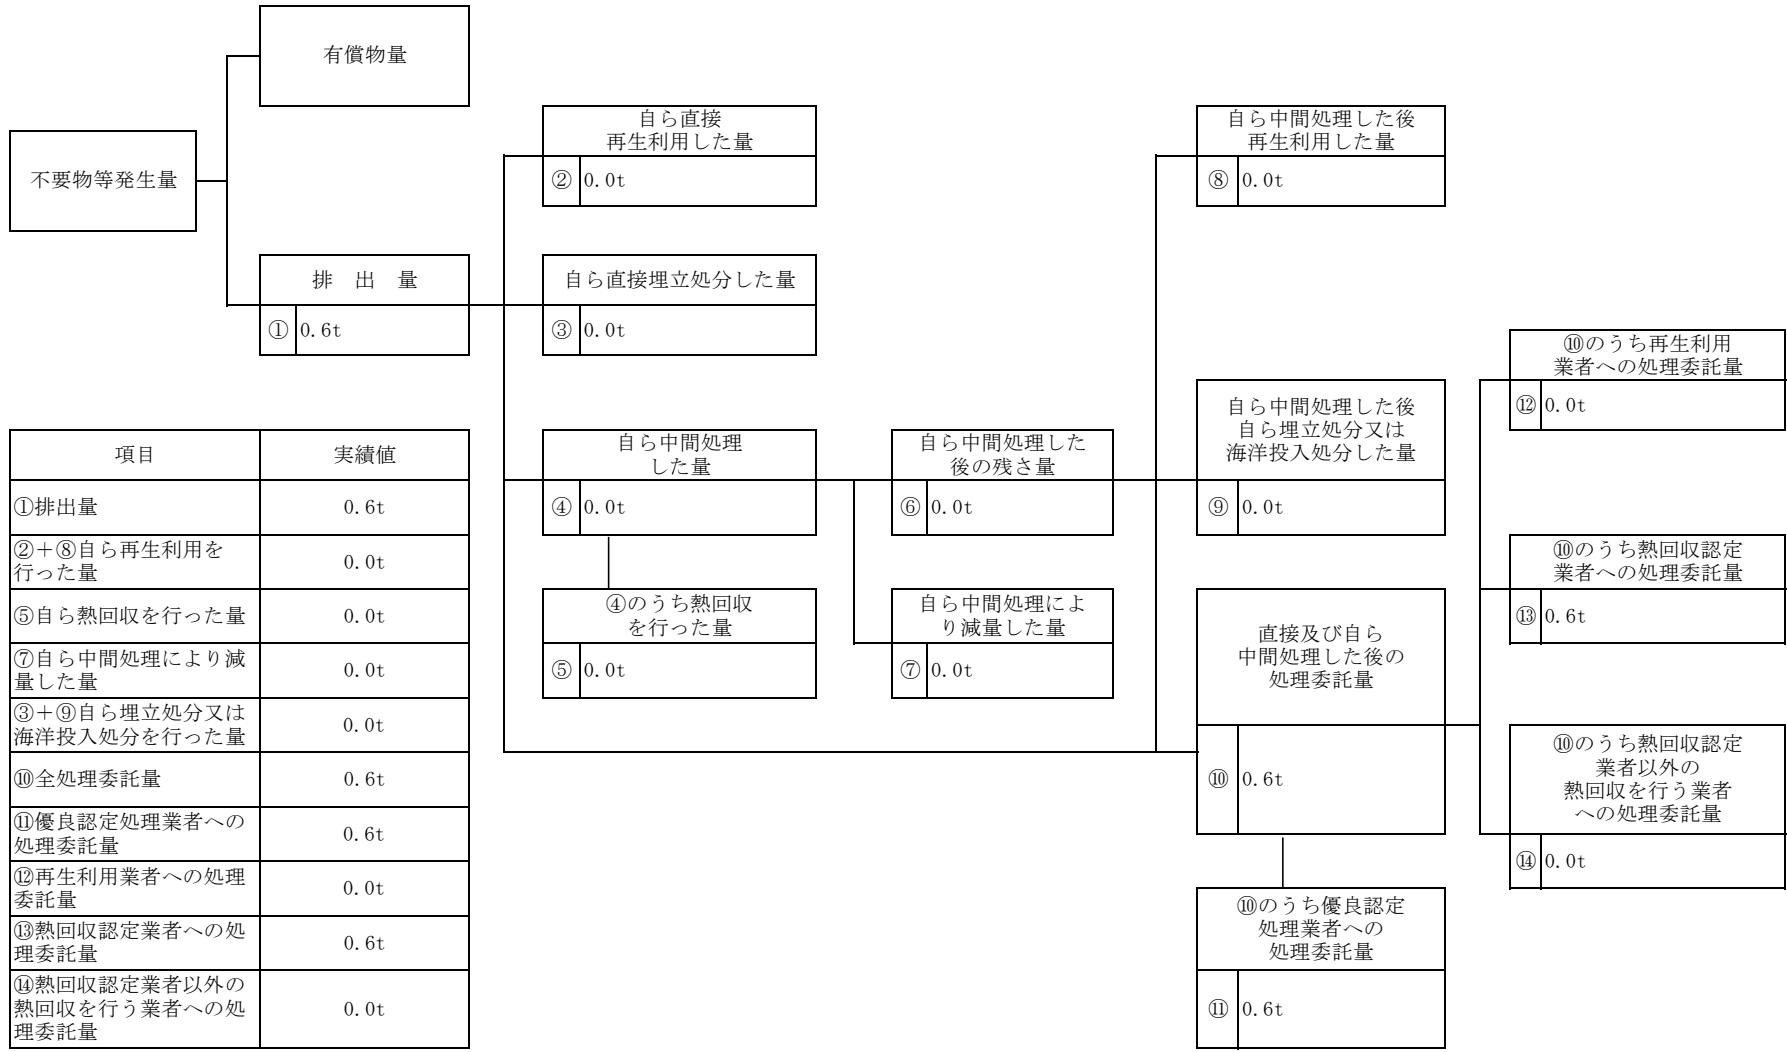 有償物量
不要物等発生量
排　出　量
① 0.6t
自ら直接
再生利用した量
② 0.0t
自ら直接埋立処分した量
③ 0.0t
自ら中間処理
した量
④ 0.0t
④のうち熱回収
を行った量
⑤ 0.0t
自ら中間処理した
後の残さ量
⑥ 0.0t
自ら中間処理によ
り減量した量
⑦ 0.0t
自ら中間処理した後
再生利用した量
⑧ 0.0t
自ら中間処理した後
自ら埋立処分又は
海洋投入処分した量
⑨ 0.0t
直接及び自ら
中間処理した後の
処理委託量
⑩ 0.6t
⑩のうち優良認定
処理業者への
処理委託量
⑪ 0.6t
⑩のうち再生利用
業者への処理委託量
⑫ 0.0t
⑩のうち熱回収認定
業者への処理委託量
⑬ 0.6t
⑩のうち熱回収認定
業者以外の
熱回収を行う業者
への処理委託量
⑭ 0.0t
項目 実績値
①排出量 0.6t
②＋⑧自ら再生利用を
行った量 0.0t
⑤自ら熱回収を行った量 0.0t
⑦自ら中間処理により減
量した量 0.0t
③＋⑨自ら埋立処分又は
海洋投入処分を行った量 0.0t
⑩全処理委託量 0.6t
⑪優良認定処理業者への
処理委託量 0.6t
⑫再生利用業者への処理
委託量 0.0t
⑬熱回収認定業者への処
理委託量 0.6t
⑭熱回収認定業者以外の
熱回収を行う業者への処
理委託量 0.0t